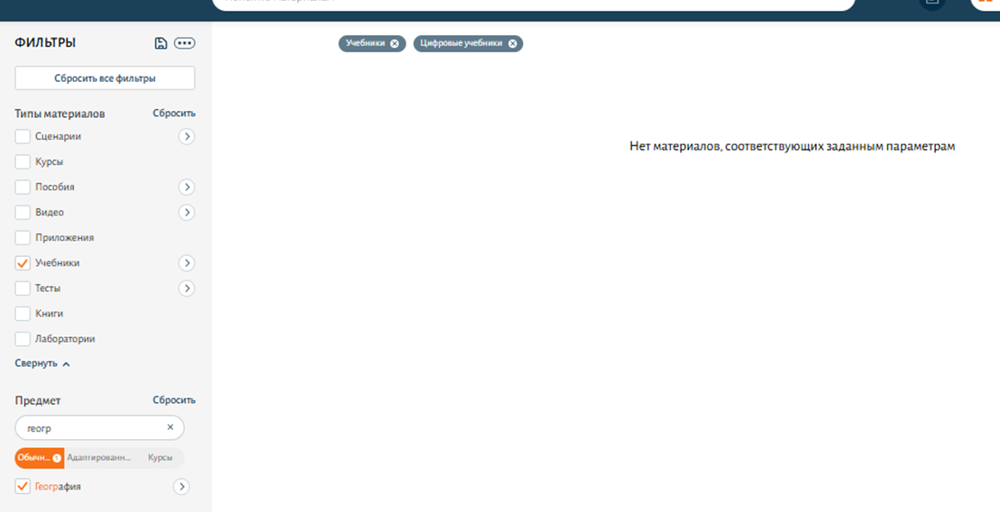 ФИЛЬТРЫ
Учебники
Цифровые учебники
Сбросить все фильтры
Типы материалов
Сбросить
Сценарии
Курсы
Пособия
Видео
Приложения
Учебники
Тесты
Книги
Лаборатории
Свернуть
Предмет
Сбросить
геогр
Обычн... 1
Адаптированн...
Курсы
География
Нет материалов, соответствующих заданным параметрам